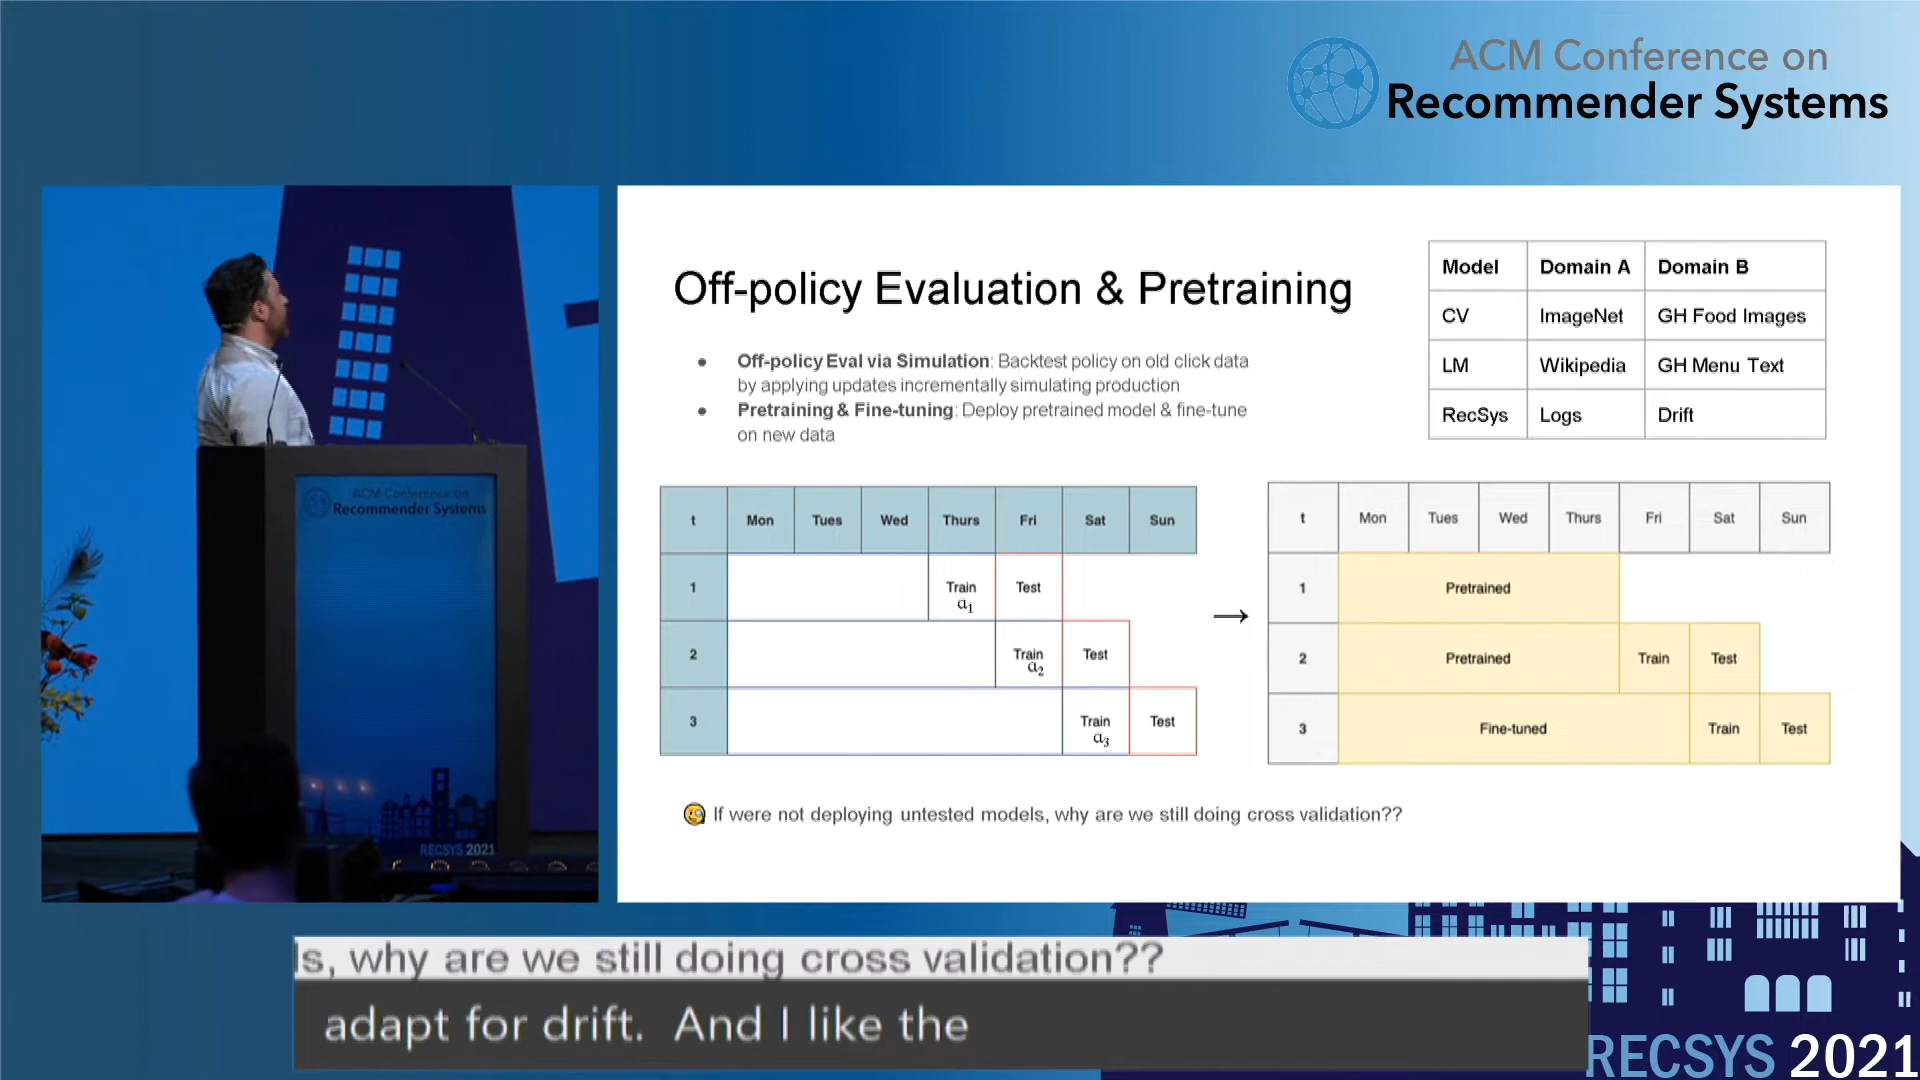 ACM Conference on
Recommender Systems
Off-policy Evaluation & Pretraining
● Off-policy Eval via Simulation: Backtest policy on old click data
by applying updates incrementally simulating production
● Pretraining & Fine-tuning: Deploy pretrained model & fine-tune
on new data
Model Domain A Domain B
CV ImageNet GH Food Images
LM Wikipedia GH Menu Text
RecSys Logs Drift
t Mon Tues Wed Thurs Fri Sat Sun
1 Train Test
a1
2 Train Test
a2
3 Train Test
a3
→
t Mon Tues Wed Thurs Fri Sat Sun
1 Pretrained
2 Pretrained Train Test
3 Fine-tuned Train Test
🧐 If were not deploying untested models, why are we still doing cross validation??
ACM Conference on
Recommender Systems
RECSYS 2021
ls, why are we still doing cross validation??
adapt for drift. And I like the
RECSYS 2021